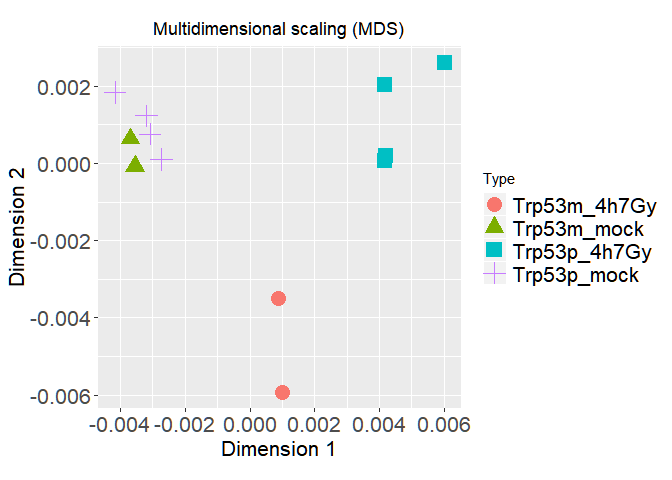 Multidimensional scaling (MDS)
0.002
0.000
-0.002
-0.004
-0.006
Dimension 2
-0.004 -0.002 0.000 0.002 0.004 0.006
Dimension 1
Type
Trp53m_4h7Gy
Trp53m_mock
Trp53p_4h7Gy
Trp53p_mock